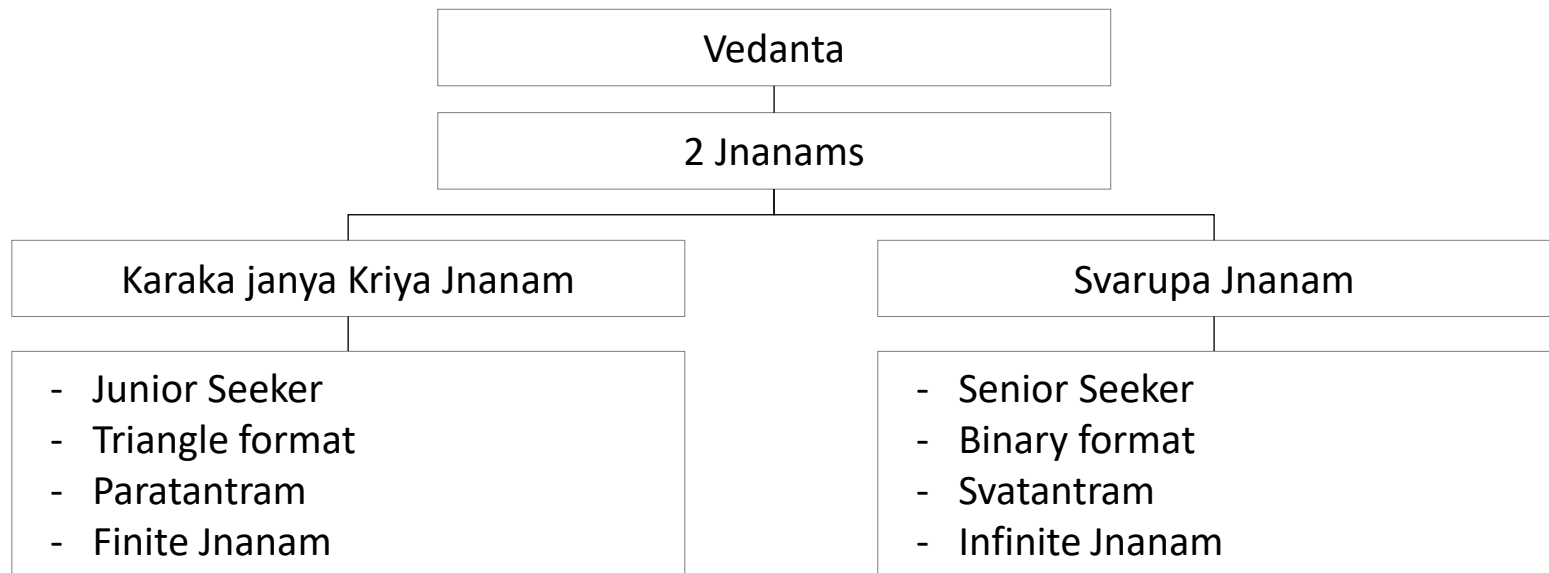 Vedanta
2 Jnanams
Karaka janya Kriya Jnanam
Svarupa Jnanam
- Junior Seeker
- Triangle format
- Paratantram
- Finite Jnanam
- Senior Seeker
- Binary format
- Svatantram
- Infinite Jnanam